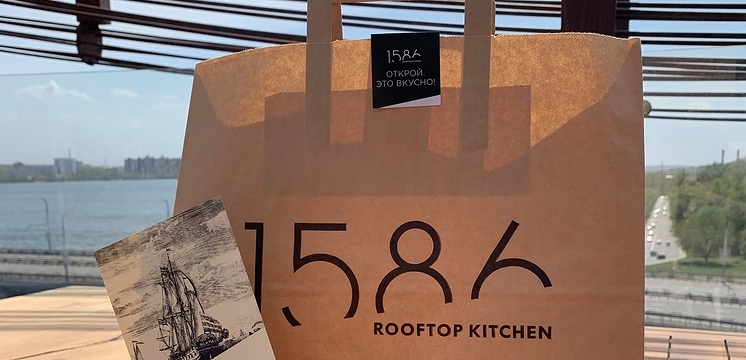 1586
ОТКРОЙ,
ЭТО ВКУСНО!
1586
ROOFTOP KITCHEN